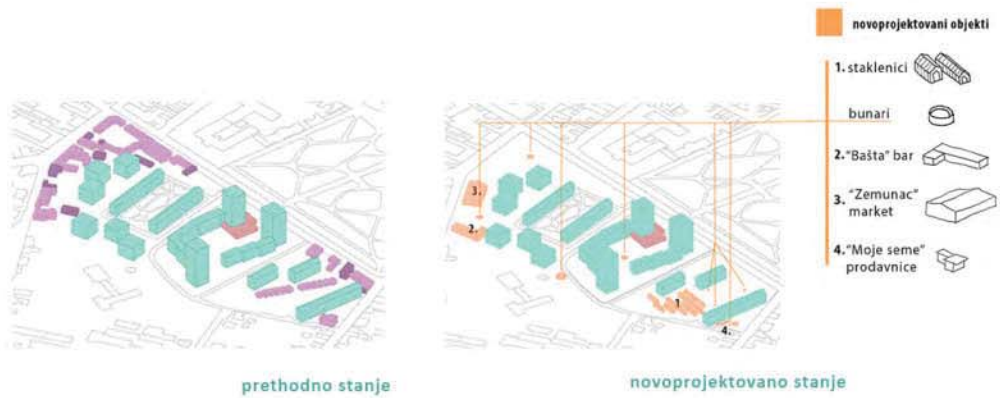 novoprojektovani objekti
1. staklenici
bunari
2. "Bašta" bar
3. "Zemunac"
market
4. "Moje seme"
prodavnice
3.
2.
1
4.
prethodno stanje
novoprojektovano stanje